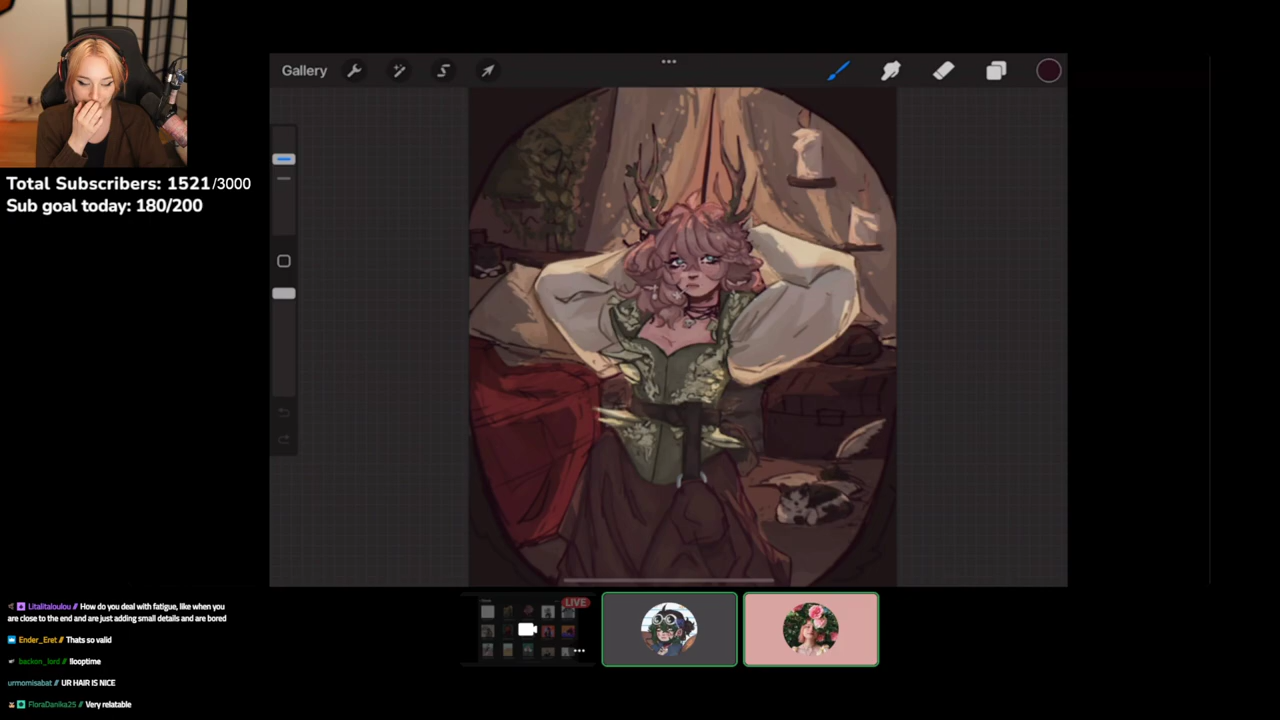 Gallery
Total Subscribers: 1521/3000
Sub goal today: 180/200
LIVE
Litalitaloulou // How do you deal with fatigue, like when you
are close to the end and are just adding small details and are bored
Ender_Eret // Thats so valid
backon_lord // !looptime
urmomisabat // UR HAIR IS NICE
FloraDanika25 // Very relatable